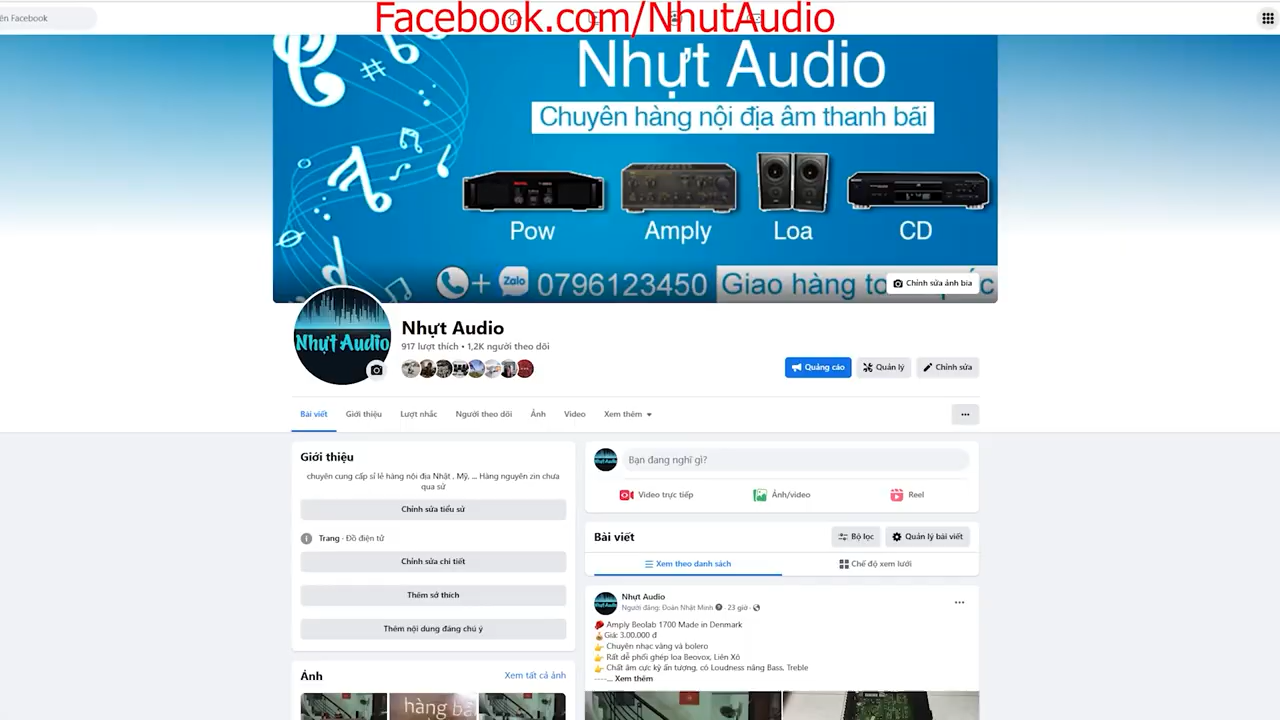 ên Facebook
Facebook.com/NhutAudio
Nhựt Audio
Chuyên hàng nội địa âm thanh bãi
Pow
Amply
Loa
CD
+ Zalo 0796123450 Giao hàng to
Chỉnh sửa ảnh bìa
Nhựt Audio
Nhựt Audio
917 lượt thích • 1,2K người theo dõi
Quảng cáo
Quản lý
Chỉnh sửa
Bài viết
Giới thiệu
Lượt nhắc
Người theo dõi
Ảnh
Video
Xem thêm
Giới thiệu
chuyên cung cấp sỉ lẻ hàng nội địa Nhật , Mỹ, ... Hàng nguyên zin chưa
qua sử
Chỉnh sửa tiểu sử
Trang · Đồ điện tử
Chỉnh sửa chi tiết
Thêm sở thích
Thêm nội dung đáng chú ý
Ảnh
Xem tất cả ảnh
hàng bã
Bạn đang nghĩ gì?
Video trực tiếp
Ảnh/video
Reel
Bài viết
Bộ lọc
Quản lý bài viết
Xem theo danh sách
Chế độ xem lưới
Nhựt Audio
Người đăng: Đoàn Nhật Minh · 23 giờ ·
Amply Beolab 1700 Made in Denmark
Giá: 3.00.000 đ
Chuyên nhạc vàng và bolero
Rất dễ phối ghép loa Beovox, Liên Xô
Chất âm cực kỳ ấn tượng, có Loudness nâng Bass, Treble
----... Xem thêm